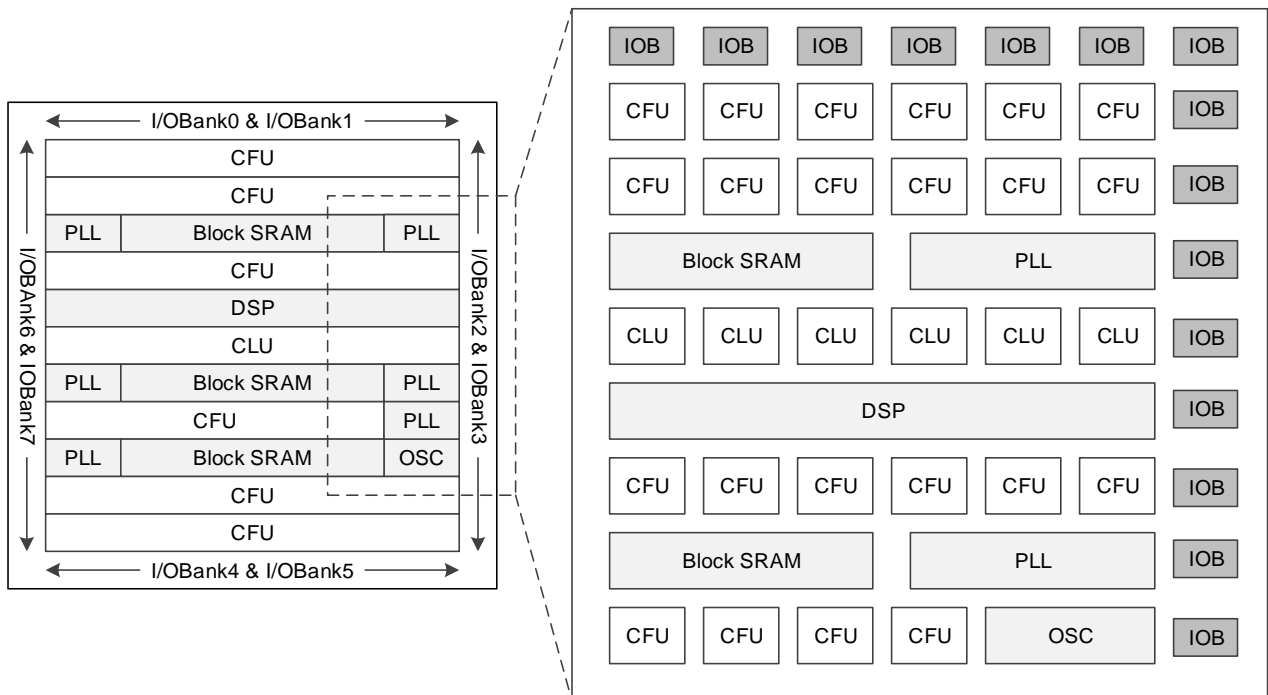 I/OBank0 & I/OBank1
CFU
CFU
PLL Block SRAM PLL
CFU
DSP
CLU
PLL Block SRAM PLL
CFU PLL
PLL Block SRAM OSC
CFU
CFU
I/OBank4 & I/OBank5
I/OBAnk6 & IOBank7
I/OBank2 & IOBank3
IOB IOB IOB IOB IOB IOB IOB
CFU CFU CFU CFU CFU CFU IOB
CFU CFU CFU CFU CFU CFU IOB
Block SRAM PLL IOB
CLU CLU CLU CLU CLU CLU IOB
DSP IOB
CFU CFU CFU CFU CFU CFU IOB
Block SRAM PLL IOB
CFU CFU CFU CFU OSC IOB